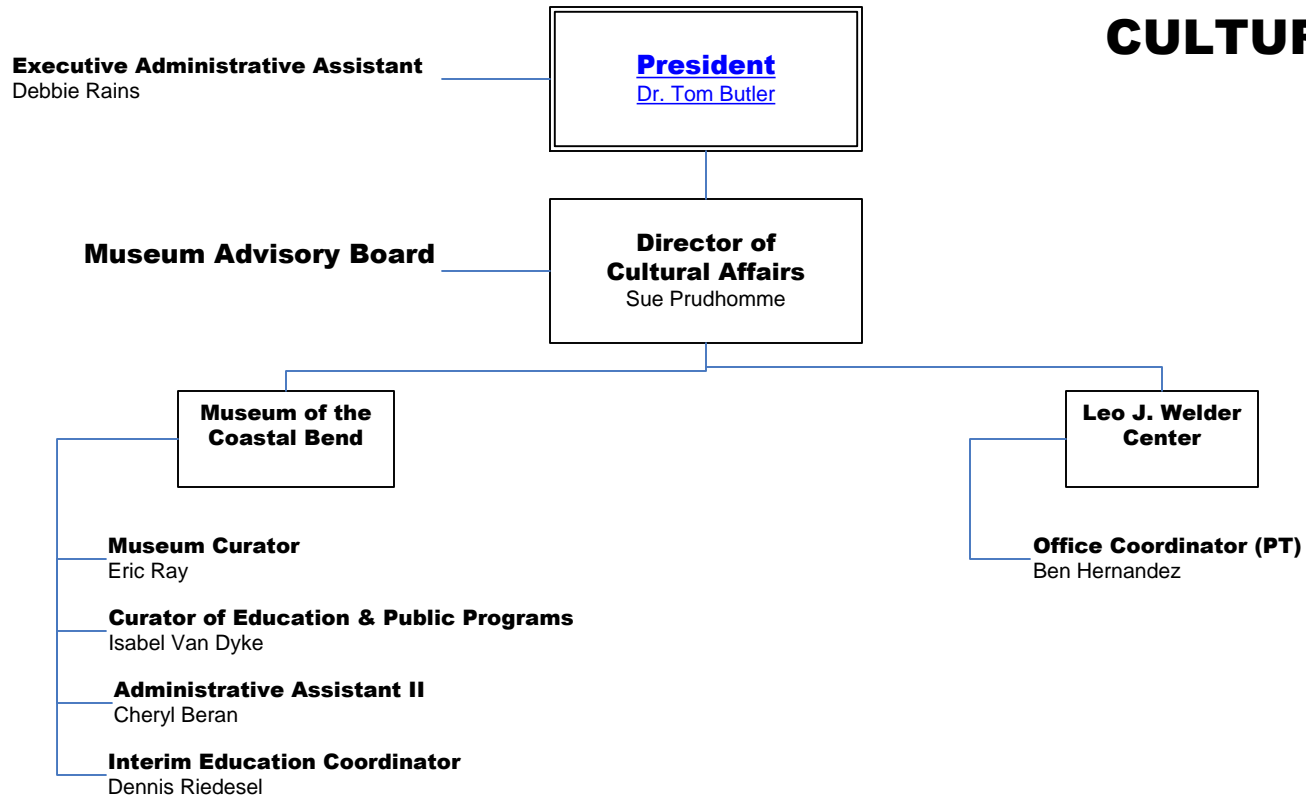 CULTUR
Executive Administrative Assistant
Debbie Rains
President
Dr. Tom Butler
Museum Advisory Board
Director of
Cultural Affairs
Sue Prudhomme
Museum of the
Coastal Bend
Leo J. Welder
Center
Museum Curator
Eric Ray
Curator of Education & Public Programs
Isabel Van Dyke
Administrative Assistant II
Cheryl Beran
Interim Education Coordinator
Dennis Riedesel
Office Coordinator (PT)
Ben Hernandez